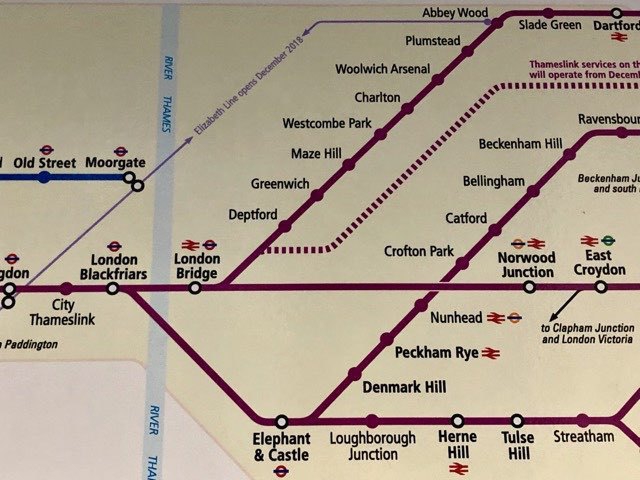 Abbey Wood
Slade Green
Dartford
Plumstead
Woolwich Arsenal
Charlton
Westcombe Park
Maze Hill
Greenwich
Deptford
Elizabeth Line opens December 2018
RIVER THAMES
Thameslink services on th
will operate from Decemb
Ravensbour
Beckenham Hill
Bellingham
Catford
Crofton Park
Beckenham Ju
and south
Old Street
Moorgate
gdon
City
Thameslink
London
Blackfriars
London
Bridge
Norwood
Junction
East
Croydon
Paddington
Nunhead
Peckham Rye
Denmark Hill
to Clapham Junction
and London Victoria
RIVER THA
Elephant
& Castle
Loughborough
Junction
Herne
Hill
Tulse
Hill
Streatham